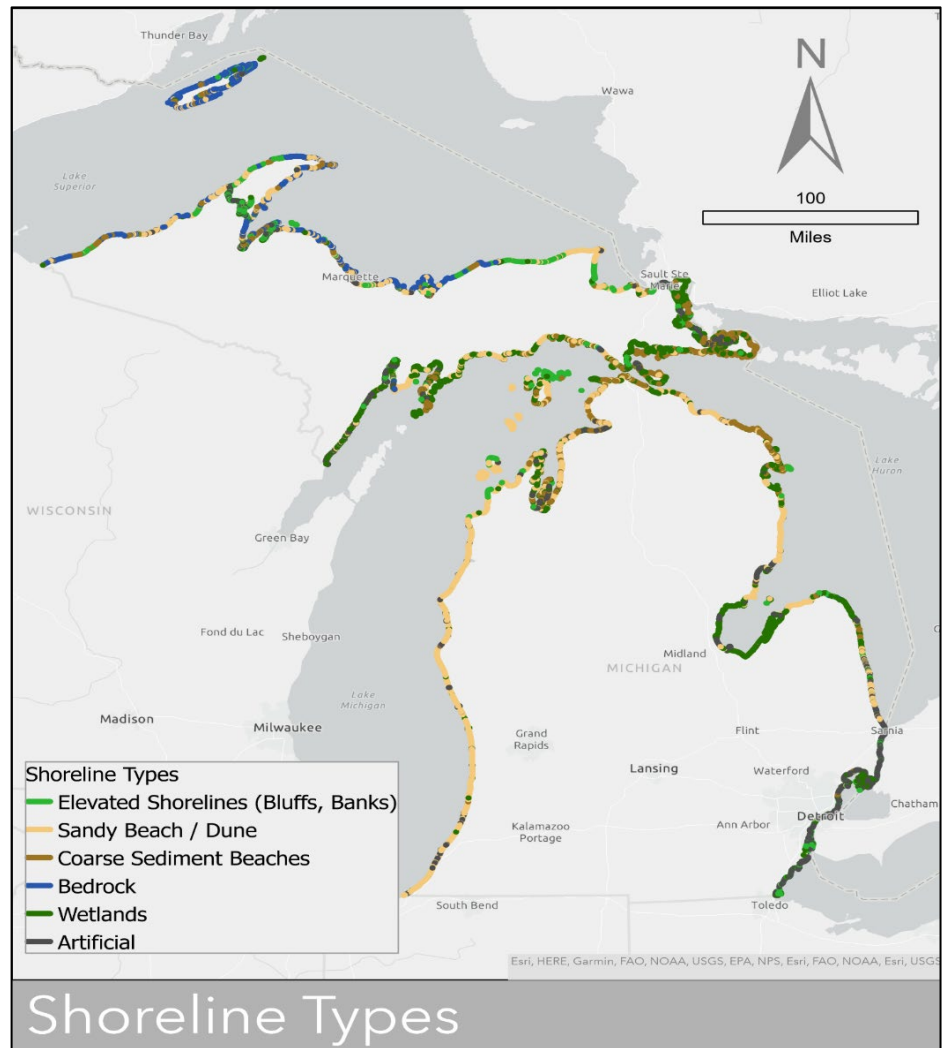 Thunder Bay
N
Wawa
Lake
Superior
100
Miles
Marquette
Sault Ste
Marie
Elliot Lake
Lake
Huron
WISCONSIN
Green Bay
Fond du Lac
Sheboygan
Midland
MICHIGAN
Lake
Michigan
Madison
Milwaukee
Grand
Rapids
Flint
Sarnia
Lansing
Waterford
Chatham
Kalamazoo
Portage
Ann Arbor
Detroit
South Bend
Toledo
Shoreline Types
Elevated Shorelines (Bluffs, Banks)
Sandy Beach / Dune
Coarse Sediment Beaches
Bedrock
Wetlands
Artificial
Esri, HERE, Garmin, FAO, NOAA, USGS, EPA, NPS, Esri, FAO, NOAA, Esri, USGS
Shoreline Types